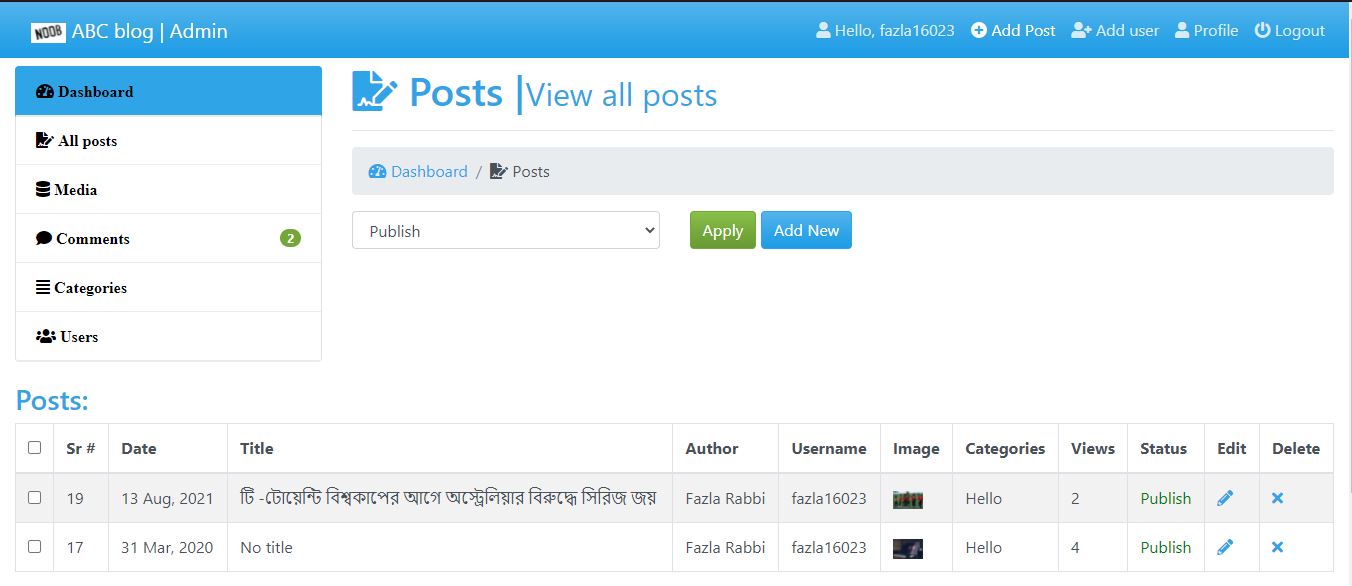 NOOB ABC blog | Admin Hello, fazla16023 Add Post Add user Profile Logout
Dashboard
All posts
Media
Comments 2
Categories
Users
Posts |View all posts
Dashboard / Posts
Publish Apply Add New
Posts:
Sr # Date Title Author Username Image Categories Views Status Edit Delete
19 13 Aug, 2021 টি -টোয়েন্টি বিশ্বকাপের আগে অস্ট্রেলিয়ার বিরুদ্ধে সিরিজ জয় Fazla Rabbi fazla16023 Hello 2 Publish
17 31 Mar, 2020 No title Fazla Rabbi fazla16023 Hello 4 Publish